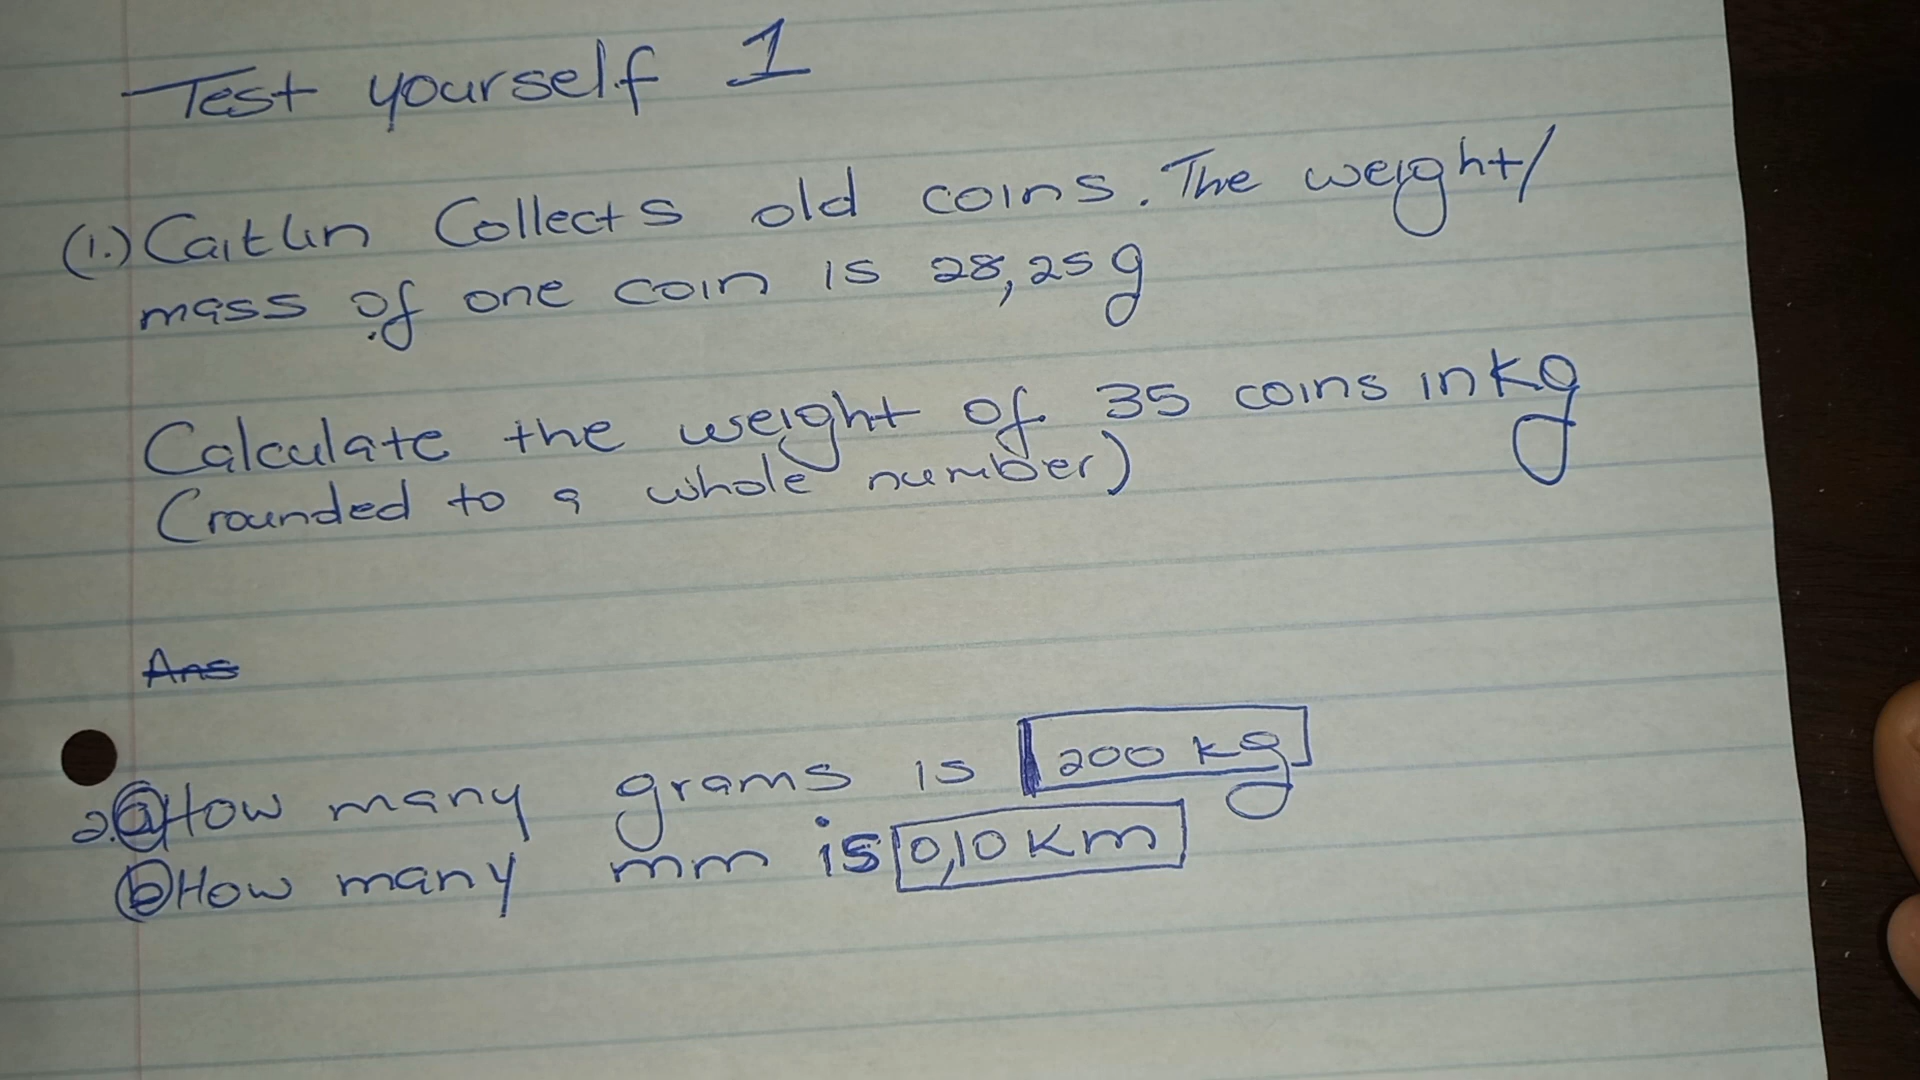 Test yourself 1
(1.) Caitlin Collects old coins. The weight/
mass of one coin is 28,25g
Calculate the weight of 35 coins in kg
(rounded to a whole number)
Ans
2. a How many grams is 200 kg
b How many mm is 0,10 km